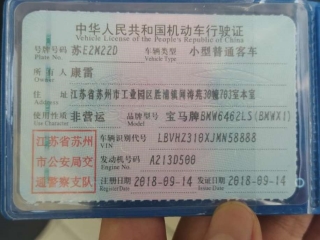 中华人民共和国机动车行驶证
Vehicle License of the People's Republic of China
号牌号码 苏E2M22D 车辆类型 小型普通客车
Plate No. Vehicle Type
所有人 康雷
Owner
住址 江苏省苏州市工业园区胜浦镇闻涛苑30幢703室本室
Address
使用性质 非营运 品牌型号 宝马牌BMW6462LS(BMWX1)
Use Character Model
江苏省苏州
市公安局交
通警察支队
车辆识别代号 LBVHZ310XJMN58888
VIN
发动机号码 A213D508
Engine No.
注册日期 2018-09-14 发证日期 2018-09-14
Register Date Issue Date